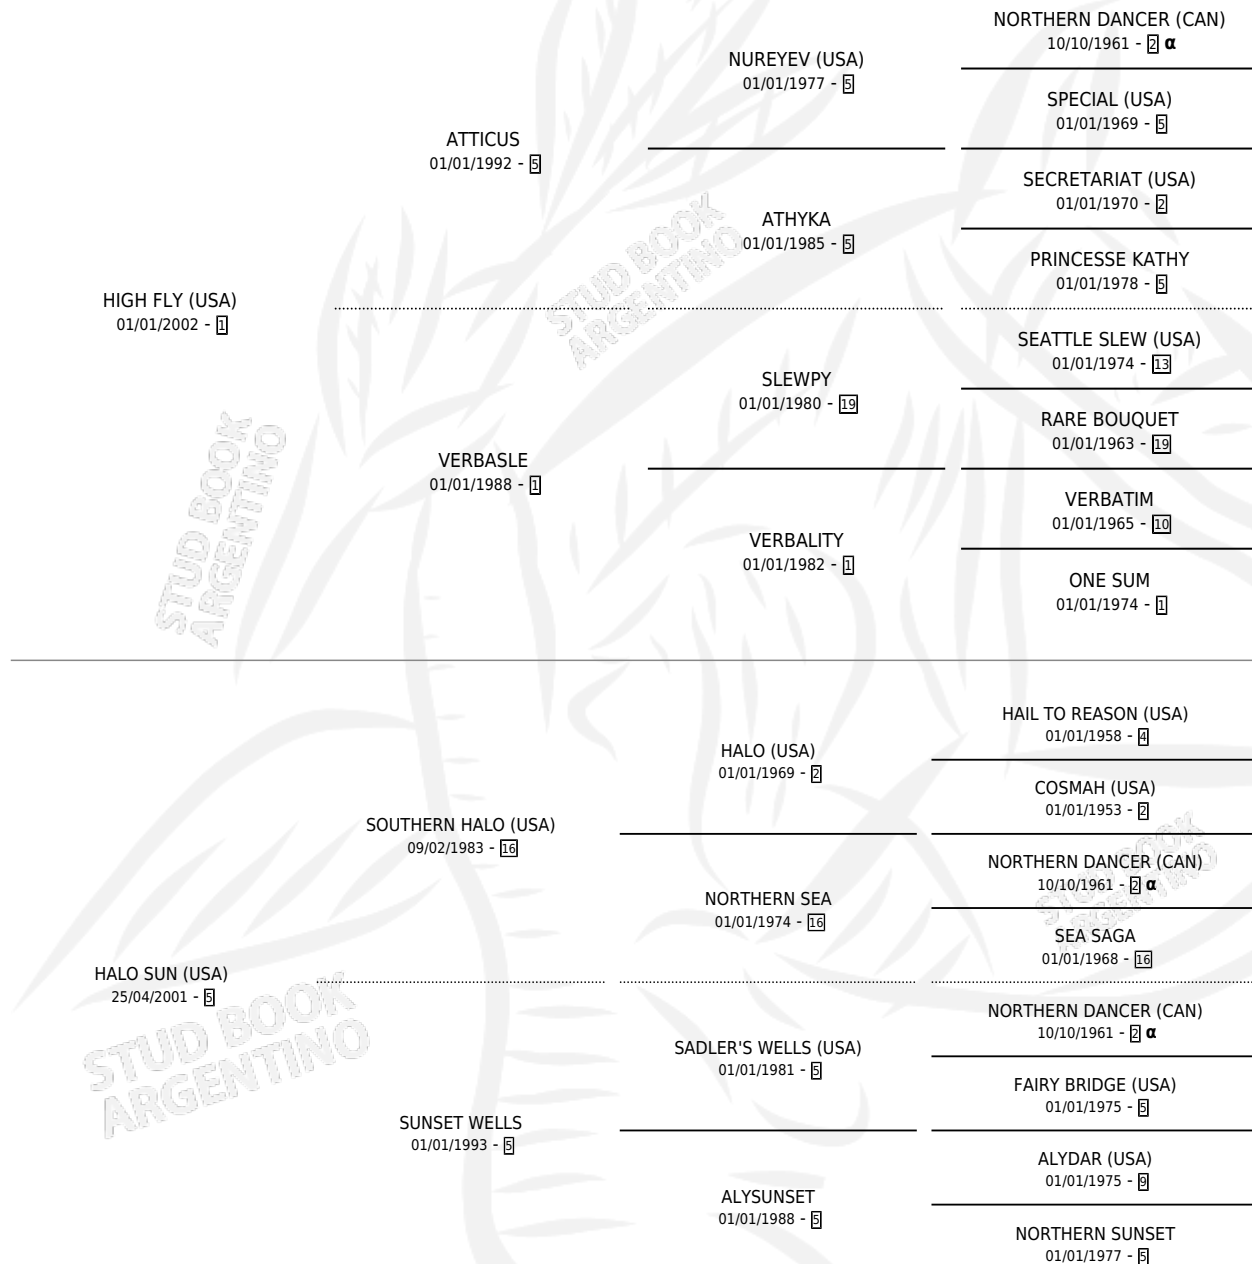 NORTHERN DANCER (CAN)
10/10/1961 - 2 α
NUREYEV (USA)
01/01/1977 - 5
SPECIAL (USA)
01/01/1969 - 5
ATTICUS
01/01/1992 - 5
SECRETARIAT (USA)
01/01/1970 - 2
ATHYKA
01/01/1985 - 5
PRINCESSE KATHY
01/01/1978 - 5
HIGH FLY (USA)
01/01/2002 - 1
SEATTLE SLEW (USA)
01/01/1974 - 13
SLEWPY
01/01/1980 - 19
RARE BOUQUET
01/01/1963 - 19
VERBASLE
01/01/1988 - 1
VERBATIM
01/01/1965 - 10
VERBALITY
01/01/1982 - 1
ONE SUM
01/01/1974 - 1
STUD BOOK
ARGENTINO
STUD BOOK
ARGENTINO
HAIL TO REASON (USA)
01/01/1958 - 4
HALO (USA)
01/01/1969 - 2
COSMAH (USA)
01/01/1953 - 2
SOUTHERN HALO (USA)
09/02/1983 - 16
NORTHERN DANCER (CAN)
10/10/1961 - 2 α
NORTHERN SEA
01/01/1974 - 16
SEA SAGA
01/01/1968 - 16
HALO SUN (USA)
25/04/2001 - 5
NORTHERN DANCER (CAN)
10/10/1961 - 2 α
SADLER'S WELLS (USA)
01/01/1981 - 5
FAIRY BRIDGE (USA)
01/01/1975 - 5
SUNSET WELLS
01/01/1993 - 5
ALYDAR (USA)
01/01/1975 - 9
ALYSUNSET
01/01/1988 - 5
NORTHERN SUNSET
01/01/1977 - 5
STUD BOOK
ARGENTINO
STUD BOOK
ARGENTINO